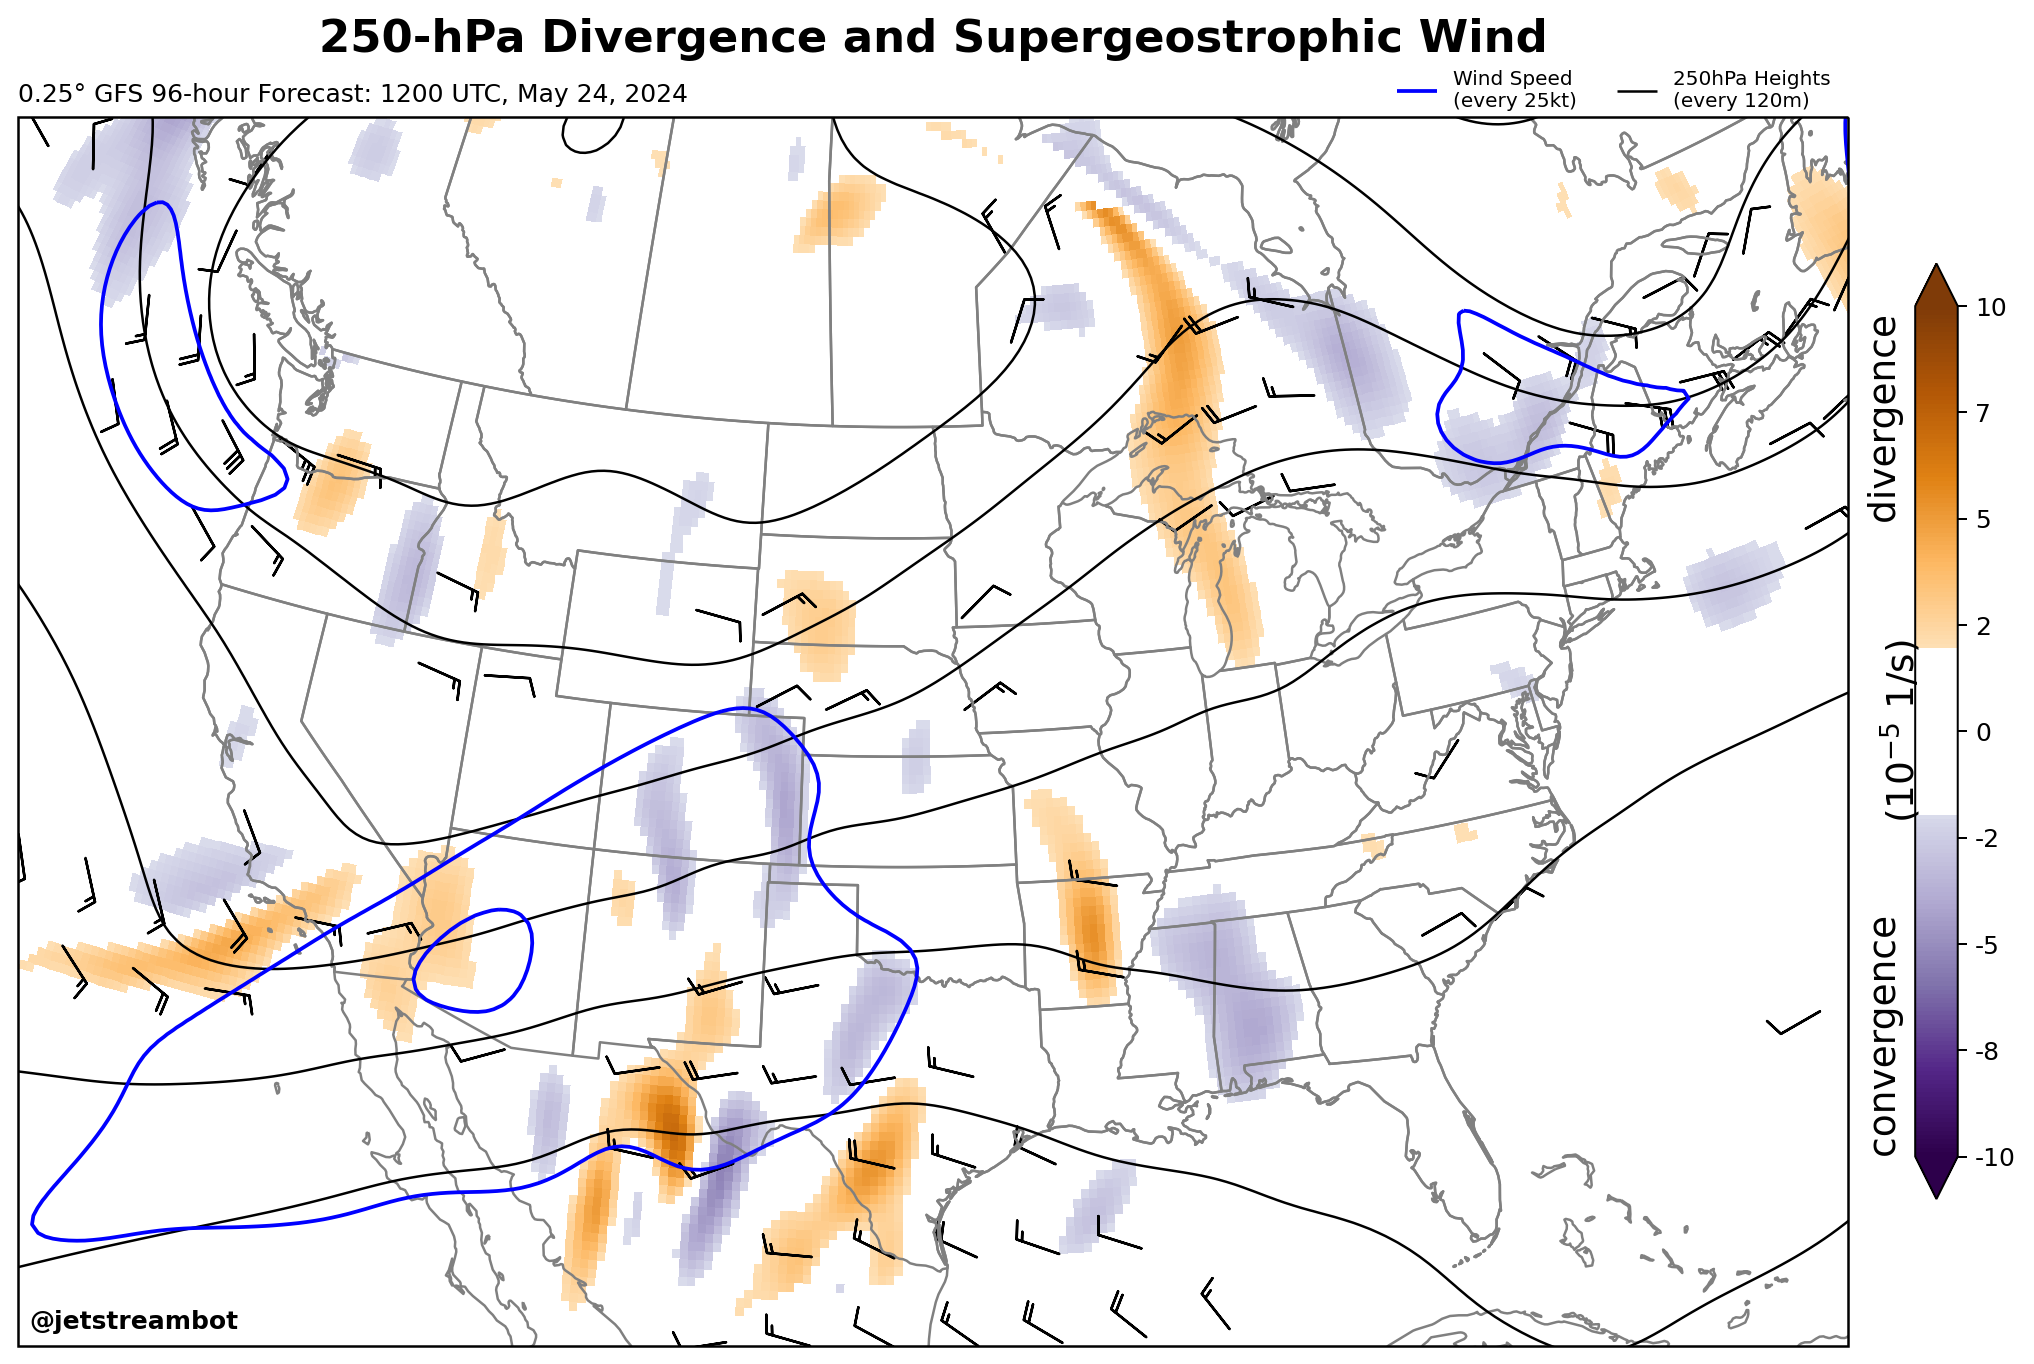 250-hPa Divergence and Supergeostrophic Wind
0.25° GFS 96-hour Forecast: 1200 UTC, May 24, 2024
Wind Speed
(every 25kt)
250hPa Heights
(every 120m)
10
7
5
2
0
-2
-5
-8
-10
convergence
(10⁻⁵ 1/s)
divergence
@jetstreambot